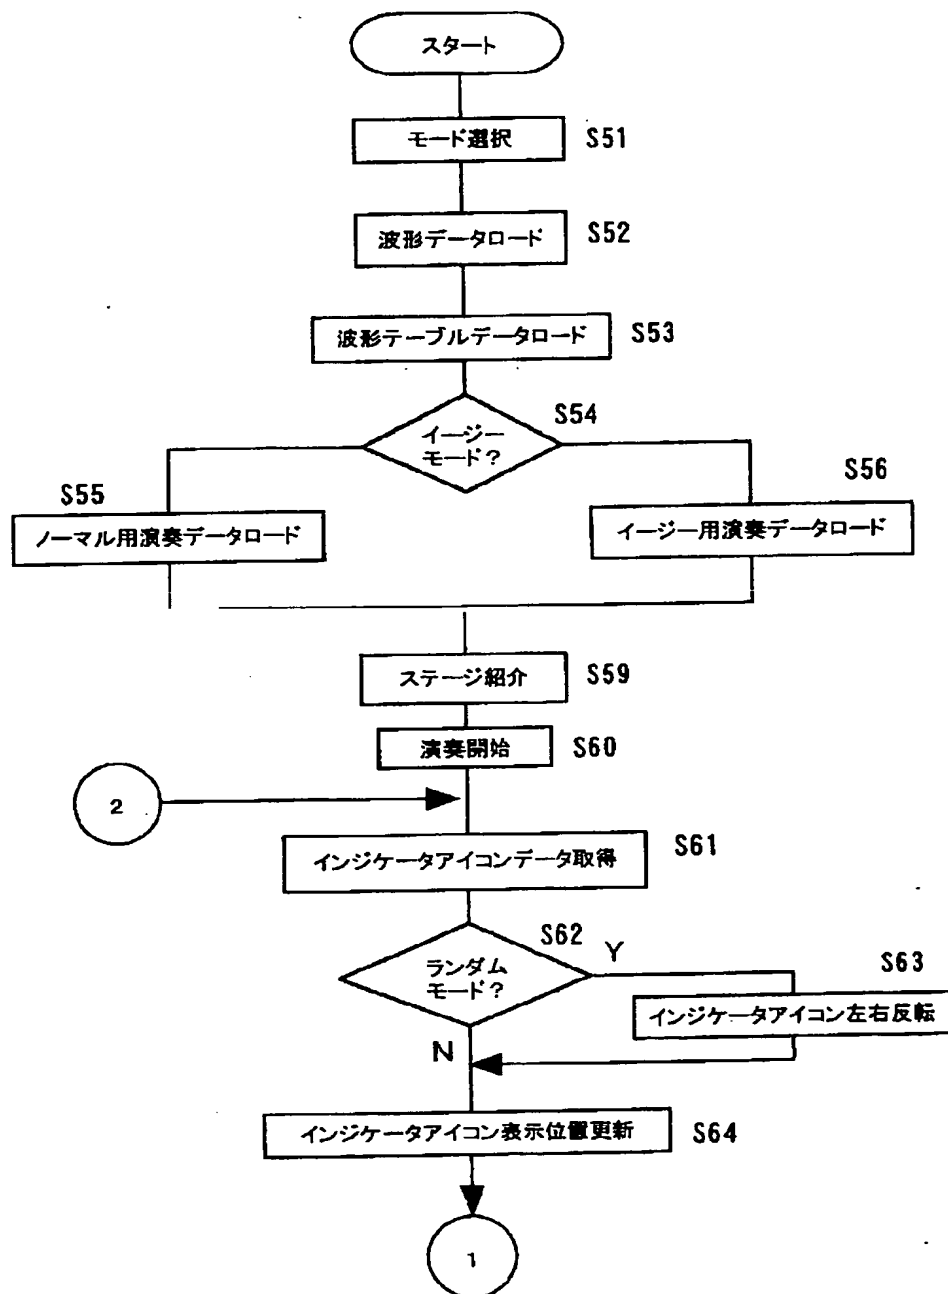 スタート
モード選択
S51
波形データロード
S52
波形テーブルデータロード
S53
S54
イージー
モード?
S55
ノーマル用演奏データロード
S56
イージー用演奏データロード
ステージ紹介
S59
演奏開始
S60
2
インジケータアイコンデータ取得
S61
S62
ランダム
モード?
Y
N
S63
インジケータアイコン左右反転
インジケータアイコン表示位置更新
S64
1